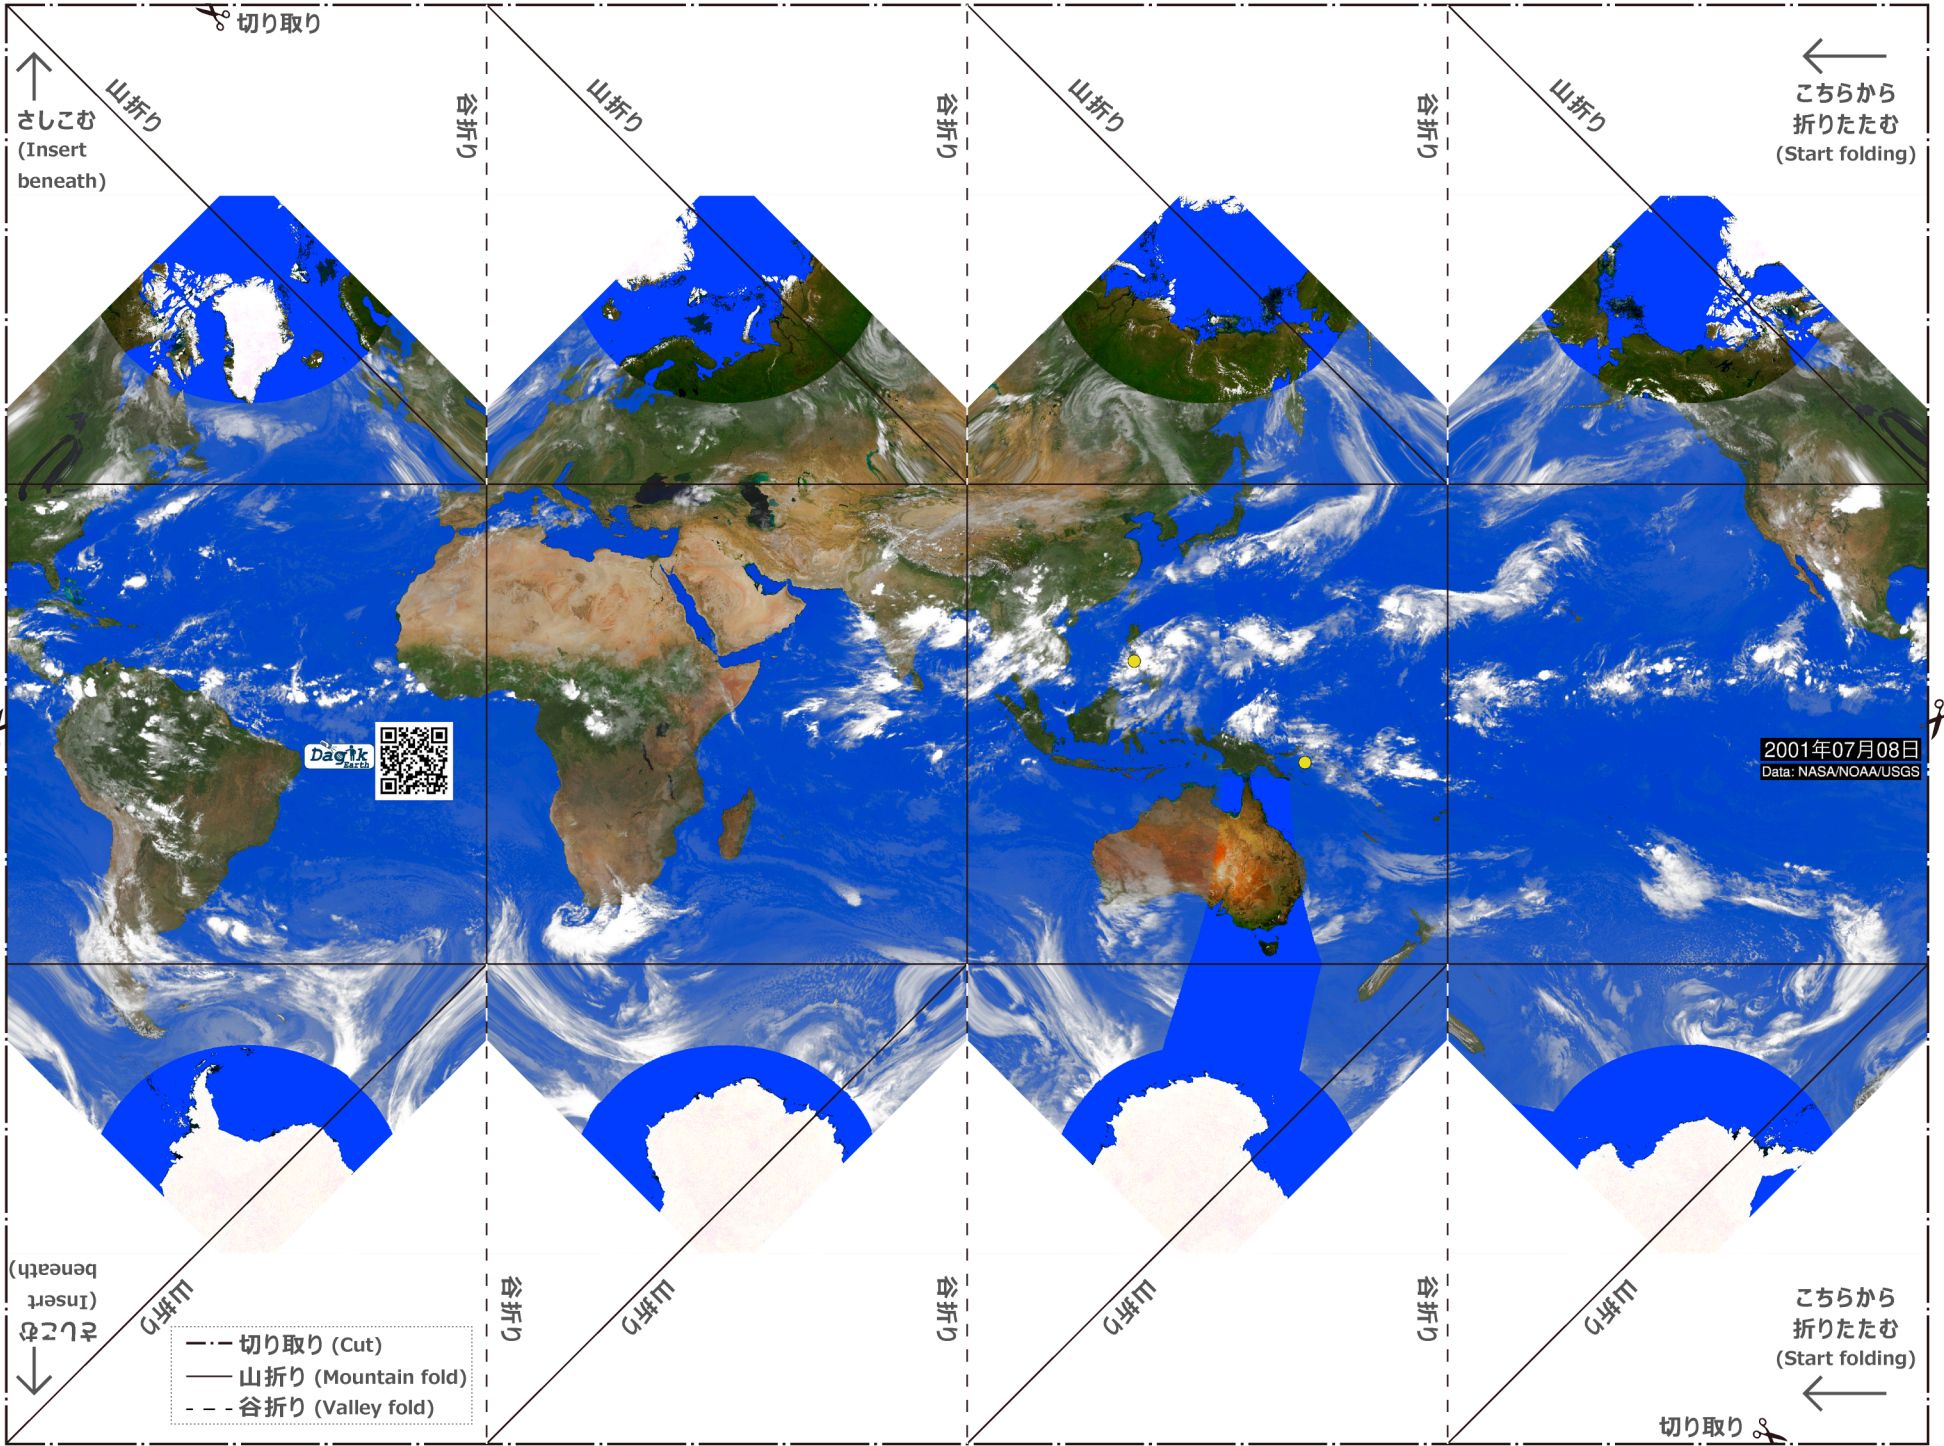 切り取り
山折り
谷折り
山折り
谷折り
山折り
谷折り
山折り
さしこむ
(Insert
beneath)
こちらから
折りたたむ
(Start folding)
Dagik
Earth
2001年07月08日
Data: NASA/NOAA/USGS
さしこむ
(Insert
beneath)
山折り
谷折り
山折り
谷折り
山折り
谷折り
山折り
切り取り (Cut)
山折り (Mountain fold)
谷折り (Valley fold)
こちらから
折りたたむ
(Start folding)
切り取り